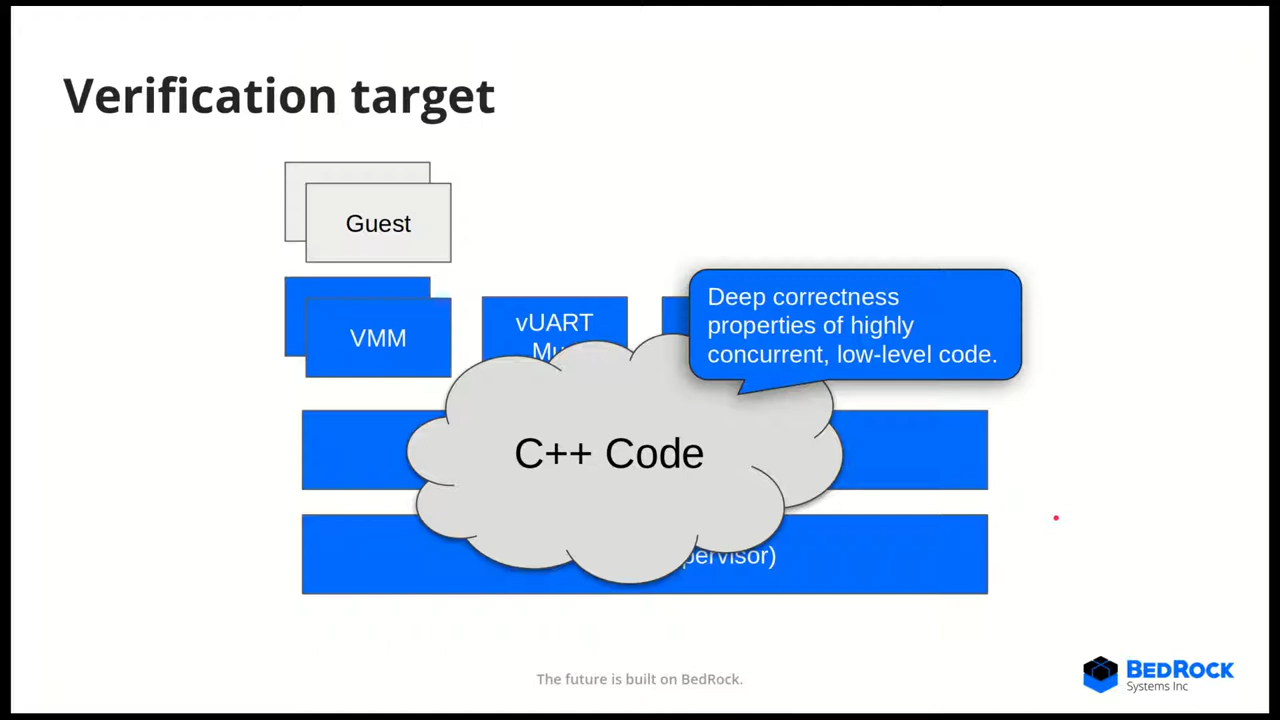 Verification target
Guest
VMM
vUART
Deep correctness
properties of highly
concurrent, low-level code.
C++ Code
The future is built on BedRock.
BEDROCK
Systems Inc